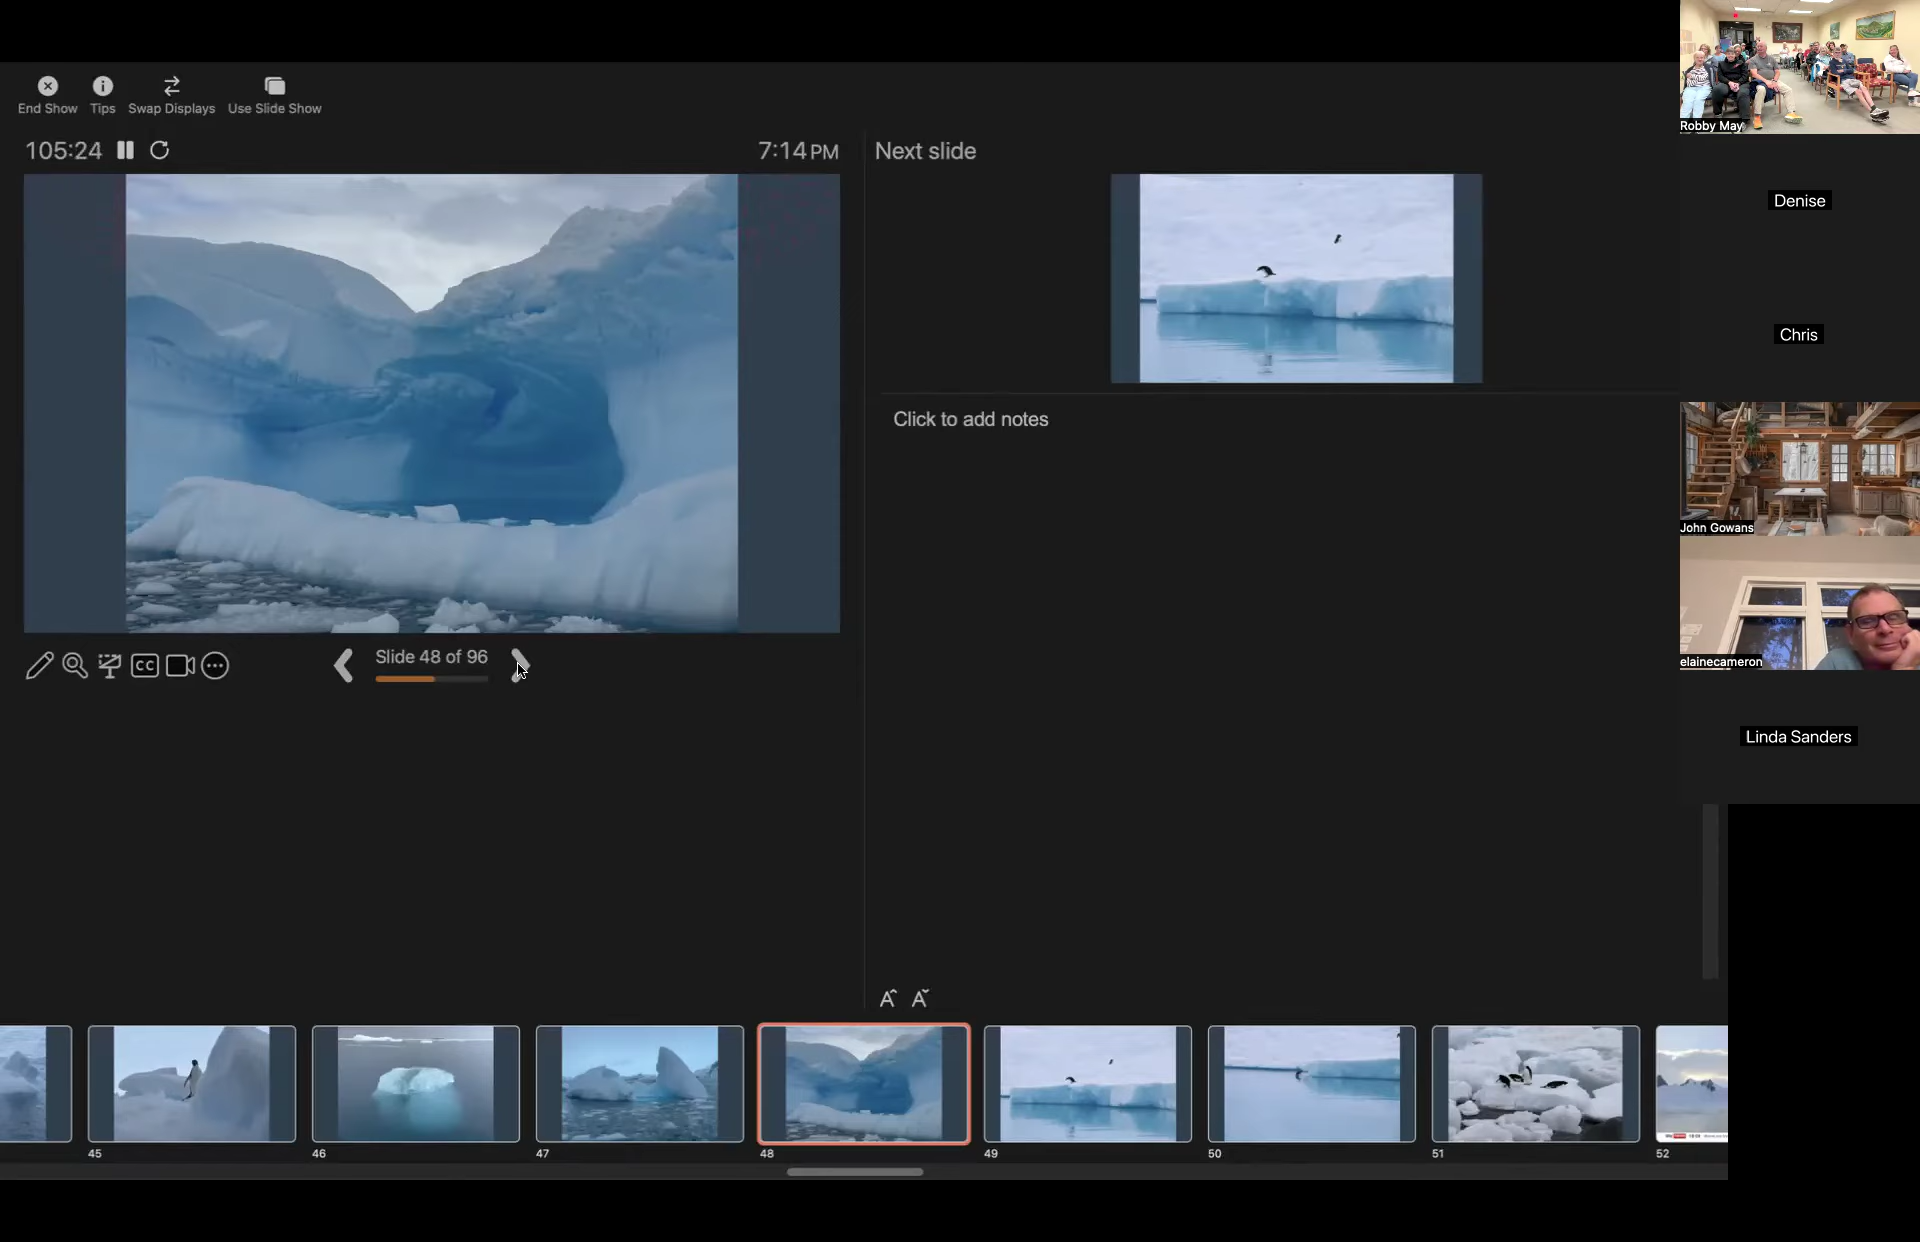 End Show
Tips
Swap Displays
Use Slide Show
105:24
7:14 PM
Next slide
Click to add notes
CC
Slide 48 of 96
A A
45
46
47
48
49
50
51
52
Robby May
Denise
Chris
John Gowans
elainecameron
Linda Sanders